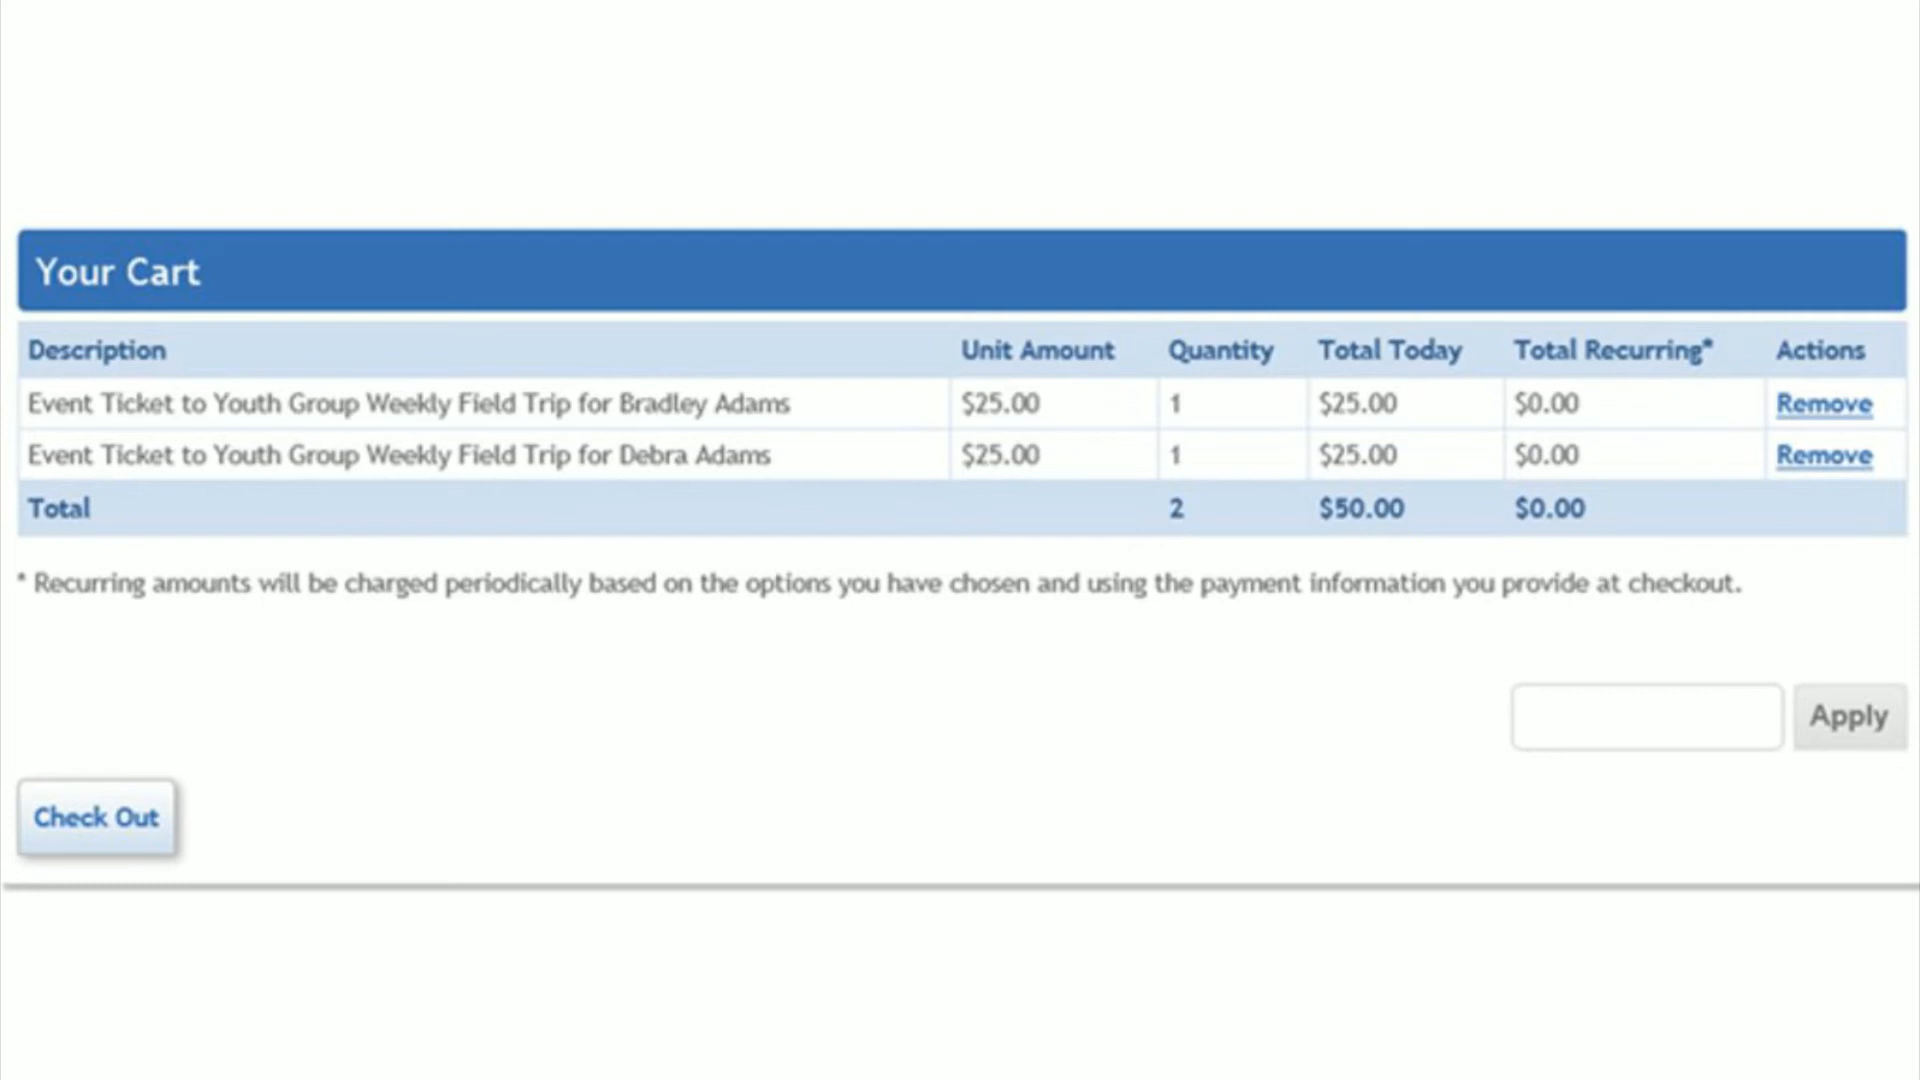 Your Cart
Description Unit Amount Quantity Total Today Total Recurring* Actions
Event Ticket to Youth Group Weekly Field Trip for Bradley Adams $25.00 1 $25.00 $0.00 Remove
Event Ticket to Youth Group Weekly Field Trip for Debra Adams $25.00 1 $25.00 $0.00 Remove
Total 2 $50.00 $0.00
* Recurring amounts will be charged periodically based on the options you have chosen and using the payment information you provide at checkout.
Apply
Check Out